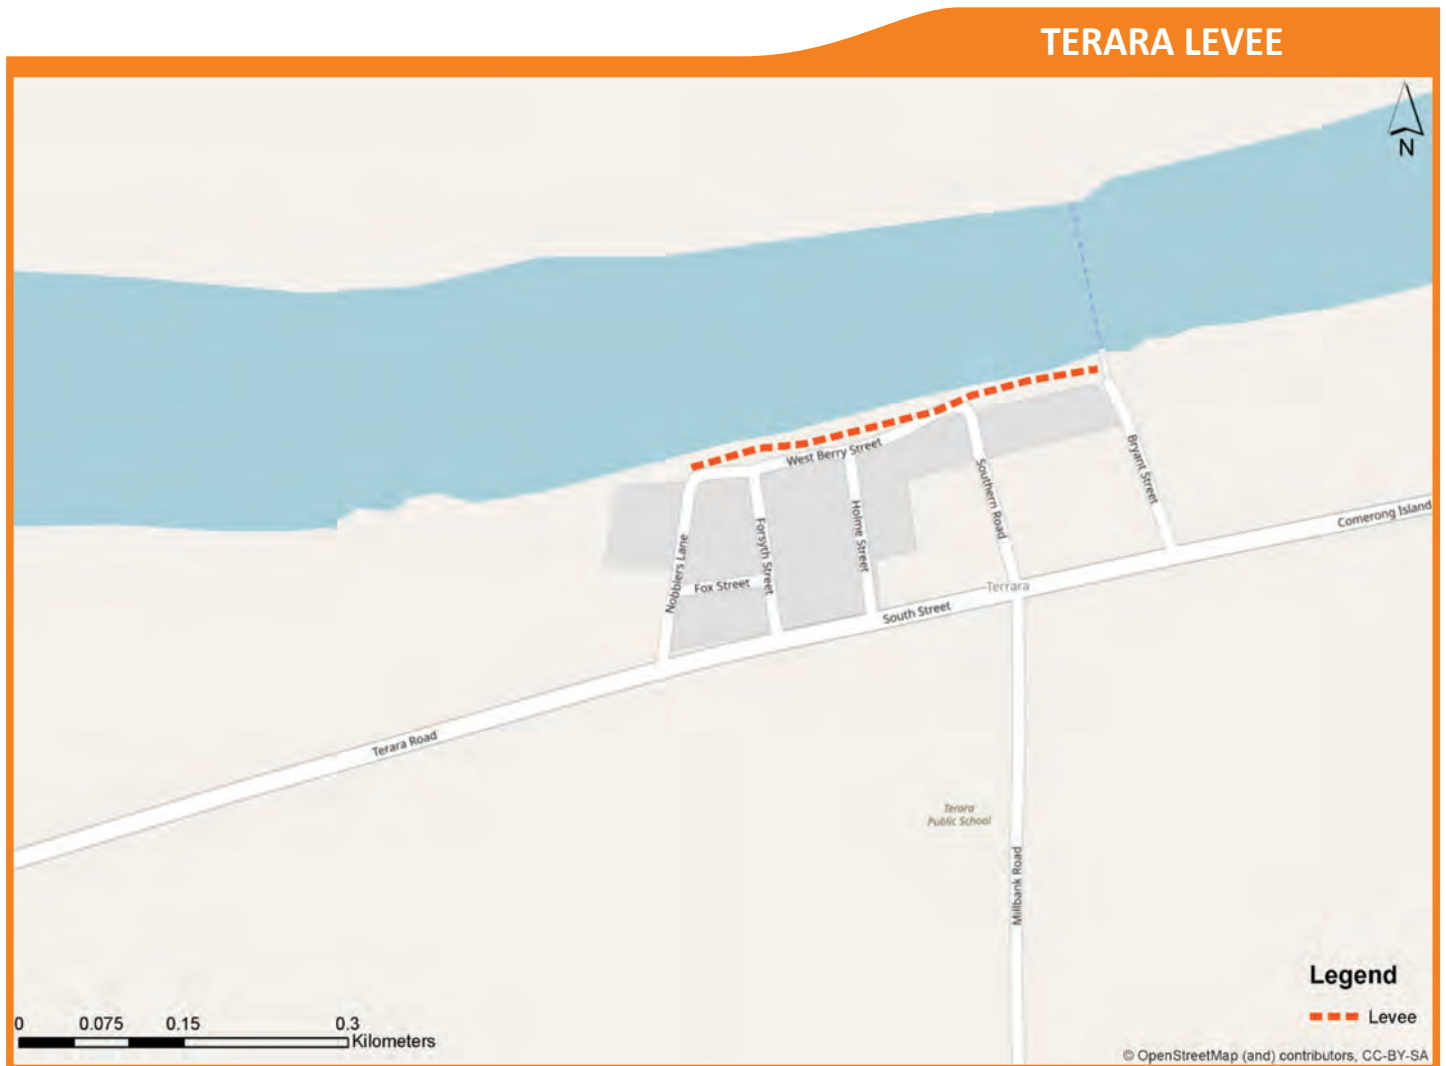 TERARA LEVEE
N
West Berry Street
Bryant Street
Southern Road
Holme Street
Forsyth Street
Nobblers Lane
Fox Street
Comerong Island
Terrara
South Street
Terara Road
Terara
Public School
Millbank Road
Legend
Levee
0 0.075 0.15 0.3
Kilometers
© OpenStreetMap (and) contributors, CC-BY-SA